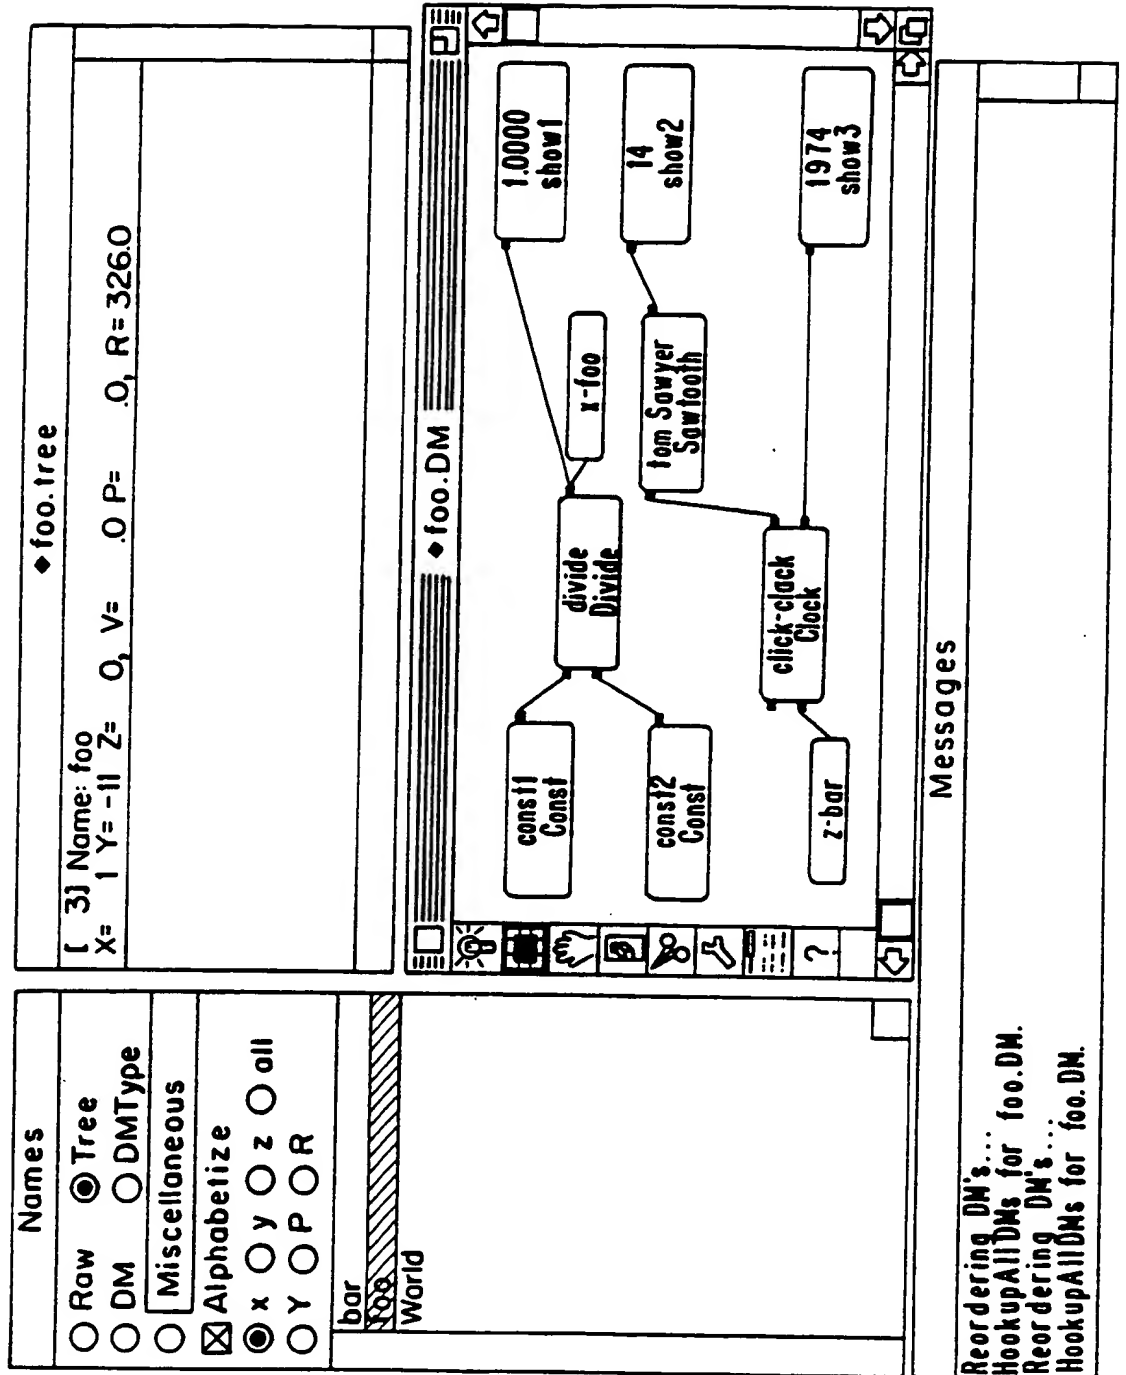 Names
Raw Tree
DM DMType
Miscellaneous
Alphabetize
x y z all
Y P R
bar
foo
World
◆foo.tree
[ 3] Name: foo
X= 1 Y= -11 Z= 0, V= .0 P= .0, R= 326.0
◆foo.DM
?
const1
Const
const2
Const
z-bar
divide
Divide
click-clack
Clock
x-foo
tom Sawyer
Sawtooth
1.0000
show1
14
show2
1974
show3
Messages
Reordering DM's...
HookupAllDMs for foo.DM.
Reordering DM's...
HookupAllDMs for foo.DM.